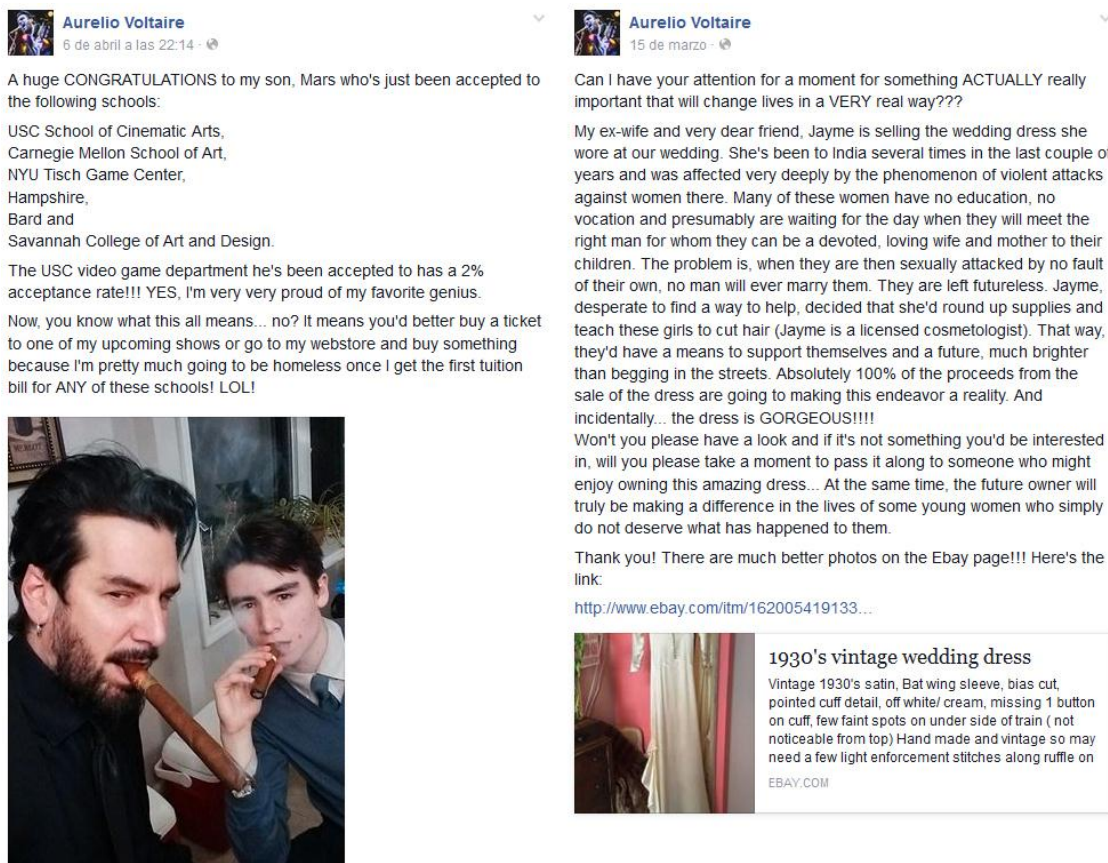 Aurelio Voltaire
6 de abril a las 22:14 ·
A huge CONGRATULATIONS to my son, Mars who's just been accepted to
the following schools:
USC School of Cinematic Arts,
Carnegie Mellon School of Art,
NYU Tisch Game Center,
Hampshire,
Bard and
Savannah College of Art and Design.
The USC video game department he's been accepted to has a 2%
acceptance rate!!! YES, I'm very very proud of my favorite genius.
Now, you know what this all means... no? It means you'd better buy a ticket
to one of my upcoming shows or go to my webstore and buy something
because I'm pretty much going to be homeless once I get the first tuition
bill for ANY of these schools! LOL!
MERLOT
Aurelio Voltaire
15 de marzo ·
Can I have your attention for a moment for something ACTUALLY really
important that will change lives in a VERY real way???
My ex-wife and very dear friend, Jayme is selling the wedding dress she
wore at our wedding. She's been to India several times in the last couple of
years and was affected very deeply by the phenomenon of violent attacks
against women there. Many of these women have no education, no
vocation and presumably are waiting for the day when they will meet the
right man for whom they can be a devoted, loving wife and mother to their
children. The problem is, when they are then sexually attacked by no fault
of their own, no man will ever marry them. They are left futureless. Jayme,
desperate to find a way to help, decided that she'd round up supplies and
teach these girls to cut hair (Jayme is a licensed cosmetologist). That way,
they'd have a means to support themselves and a future, much brighter
than begging in the streets. Absolutely 100% of the proceeds from the
sale of the dress are going to making this endeavor a reality. And
incidentally... the dress is GORGEOUS!!!!
Won't you please have a look and if it's not something you'd be interested
in, will you please take a moment to pass it along to someone who might
enjoy owning this amazing dress... At the same time, the future owner will
truly be making a difference in the lives of some young women who simply
do not deserve what has happened to them.
Thank you! There are much better photos on the Ebay page!!! Here's the
link:
http://www.ebay.com/itm/162005419133...
1930's vintage wedding dress
Vintage 1930's satin, Bat wing sleeve, bias cut,
pointed cuff detail, off white/ cream, missing 1 button
on cuff, few faint spots on under side of train ( not
noticeable from top) Hand made and vintage so may
need a few light enforcement stitches along ruffle on
EBAY.COM